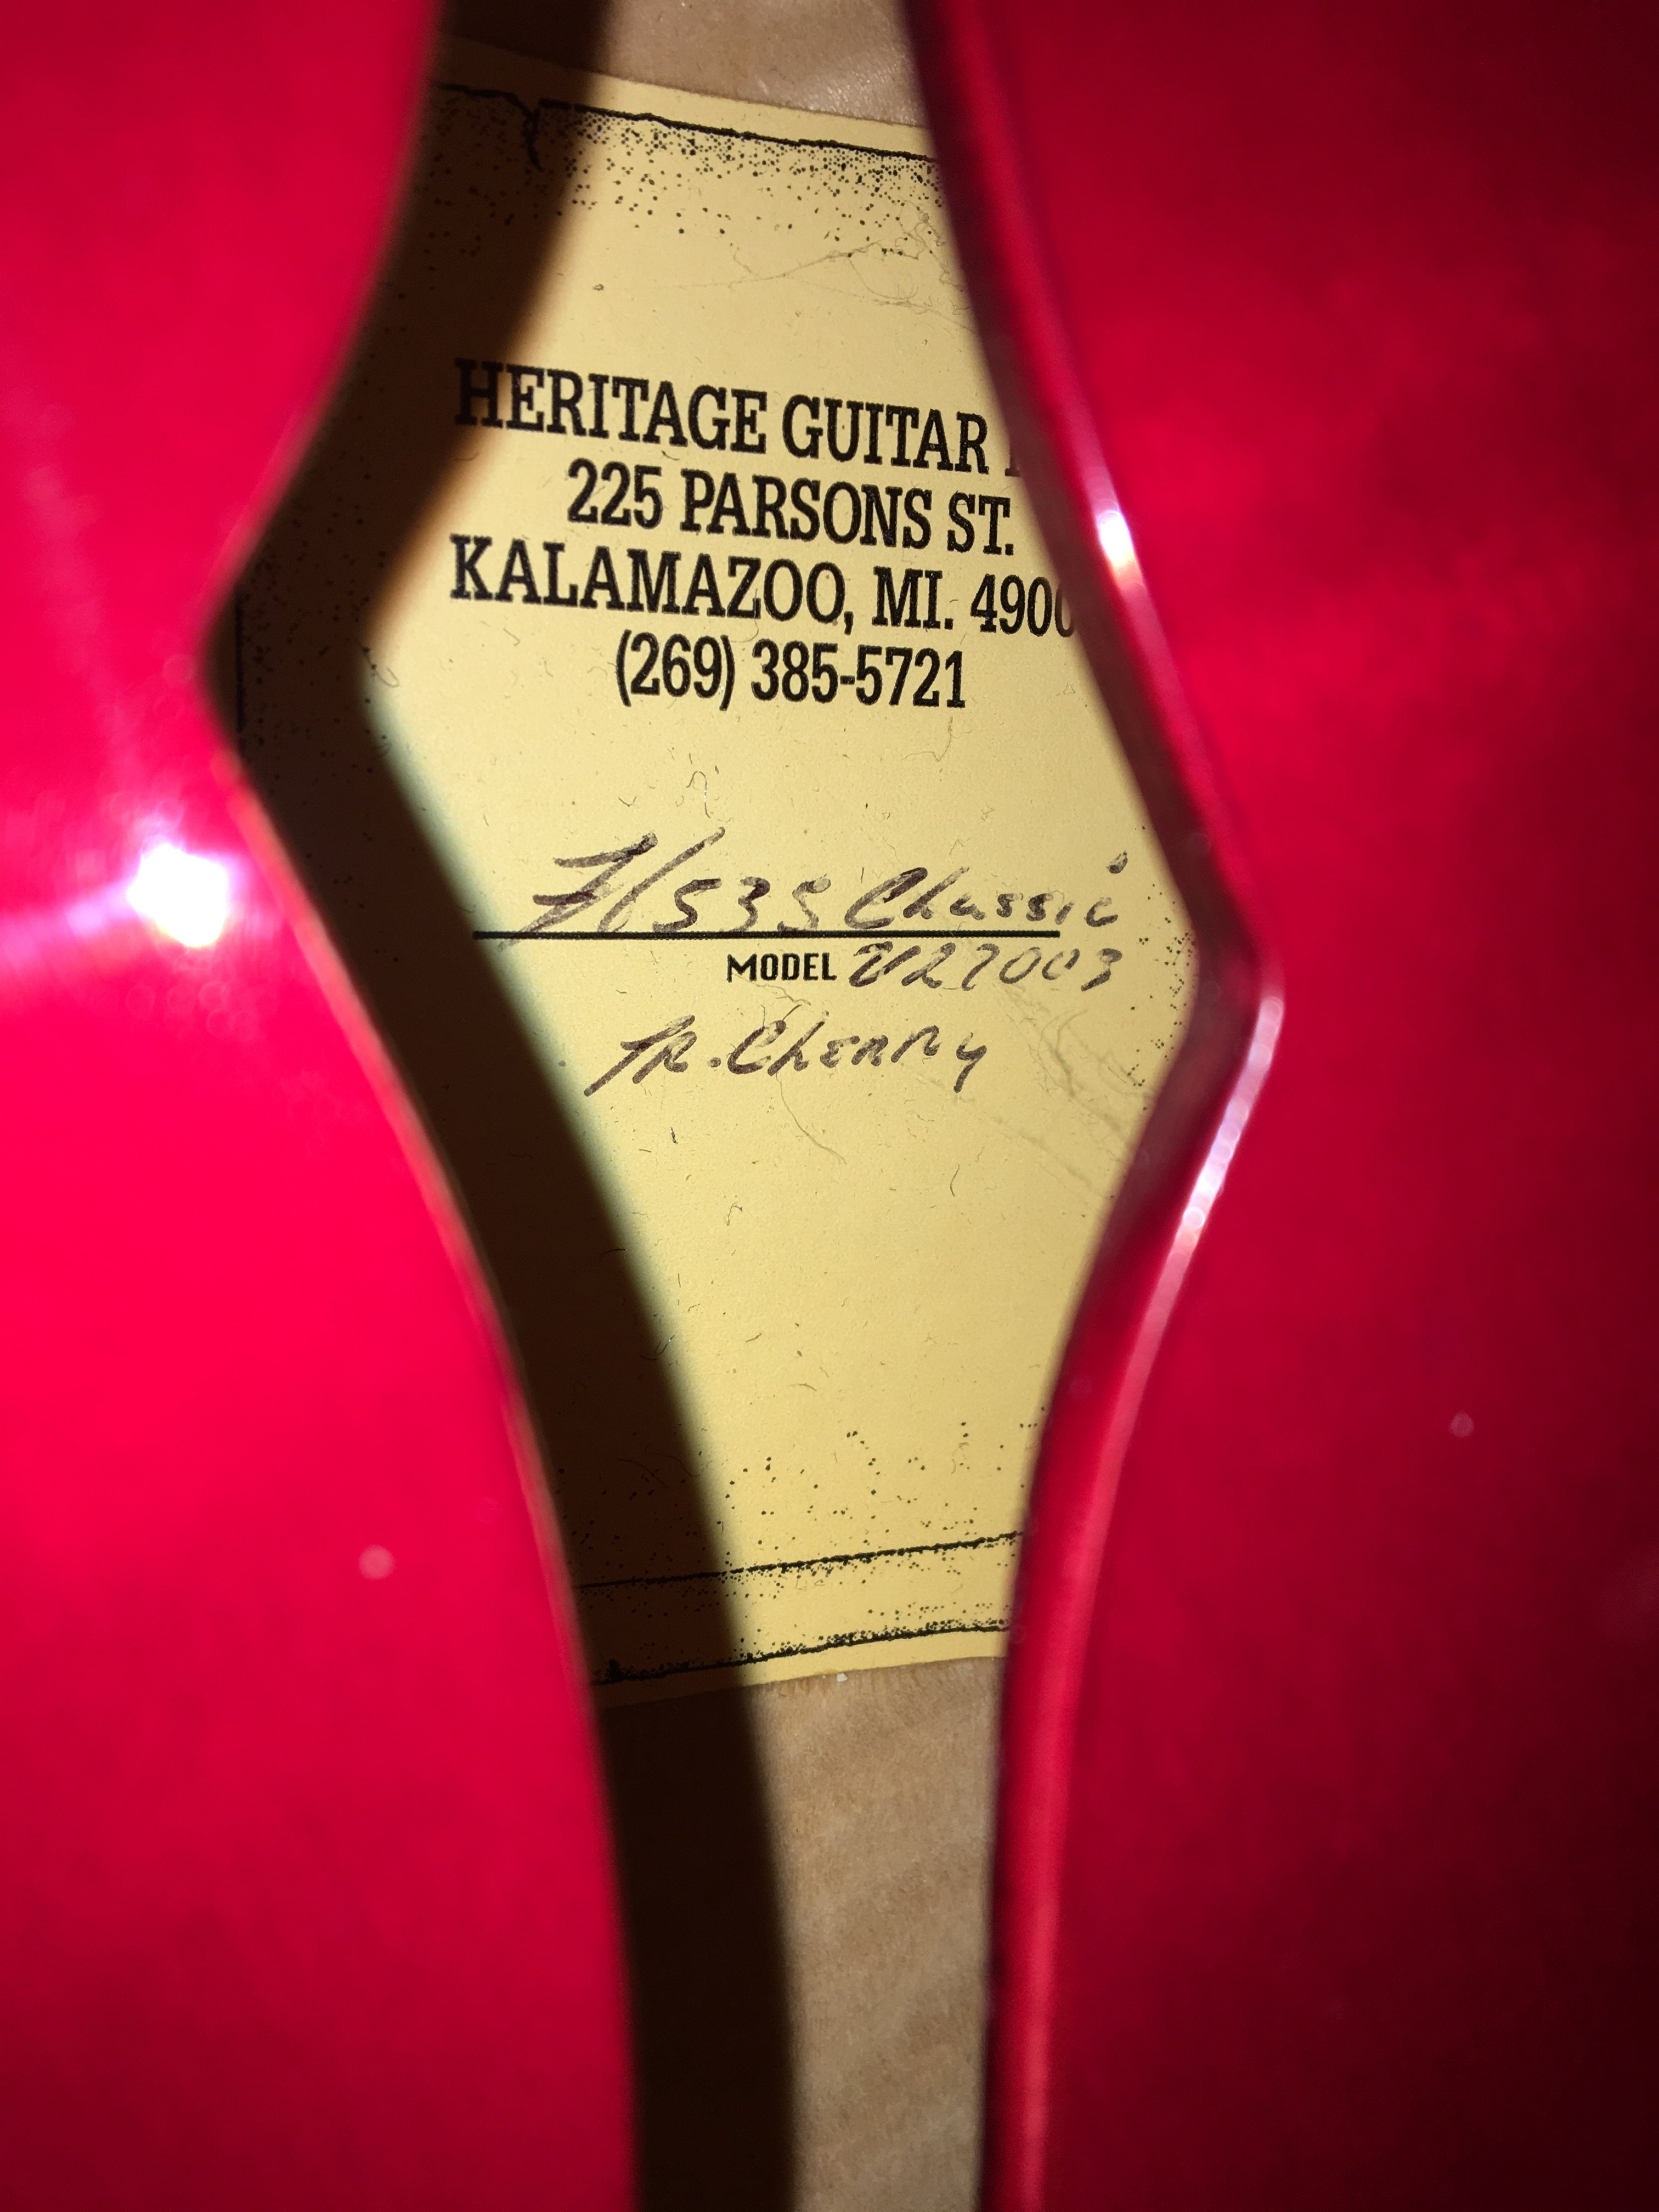 HERITAGE GUITAR
225 PARSONS ST.
KALAMAZOO, MI. 4900
(269) 385-5721
H535 Classic
MODEL
TR. Cherry